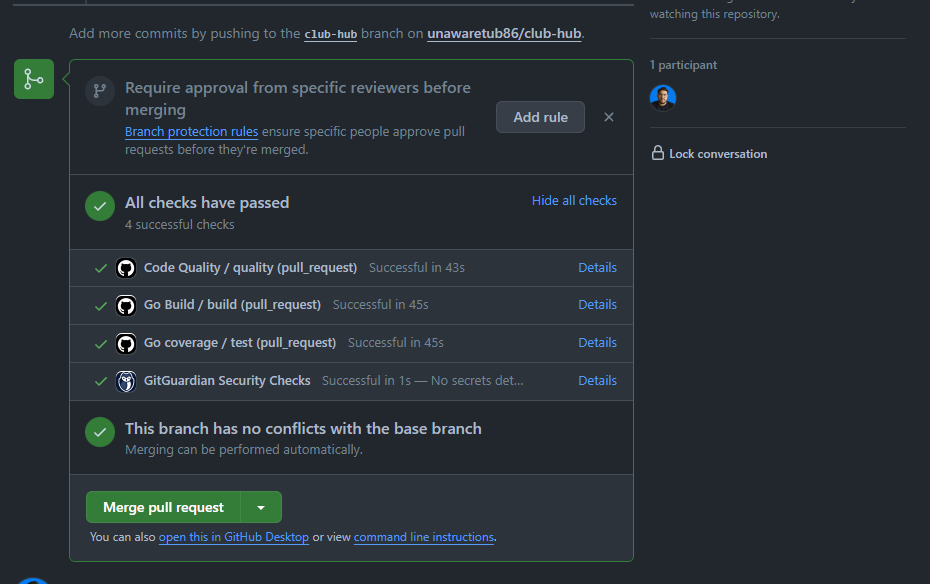 watching this repository.
Add more commits by pushing to the club-hub branch on unawaretub86/club-hub.
1 participant
Require approval from specific reviewers before
merging
Branch protection rules ensure specific people approve pull
requests before they're merged.
Add rule
Lock conversation
All checks have passed
4 successful checks
Hide all checks
Code Quality / quality (pull_request) Successful in 43s Details
Go Build / build (pull_request) Successful in 45s Details
Go coverage / test (pull_request) Successful in 45s Details
GitGuardian Security Checks Successful in 1s — No secrets det... Details
This branch has no conflicts with the base branch
Merging can be performed automatically.
Merge pull request
You can also open this in GitHub Desktop or view command line instructions.